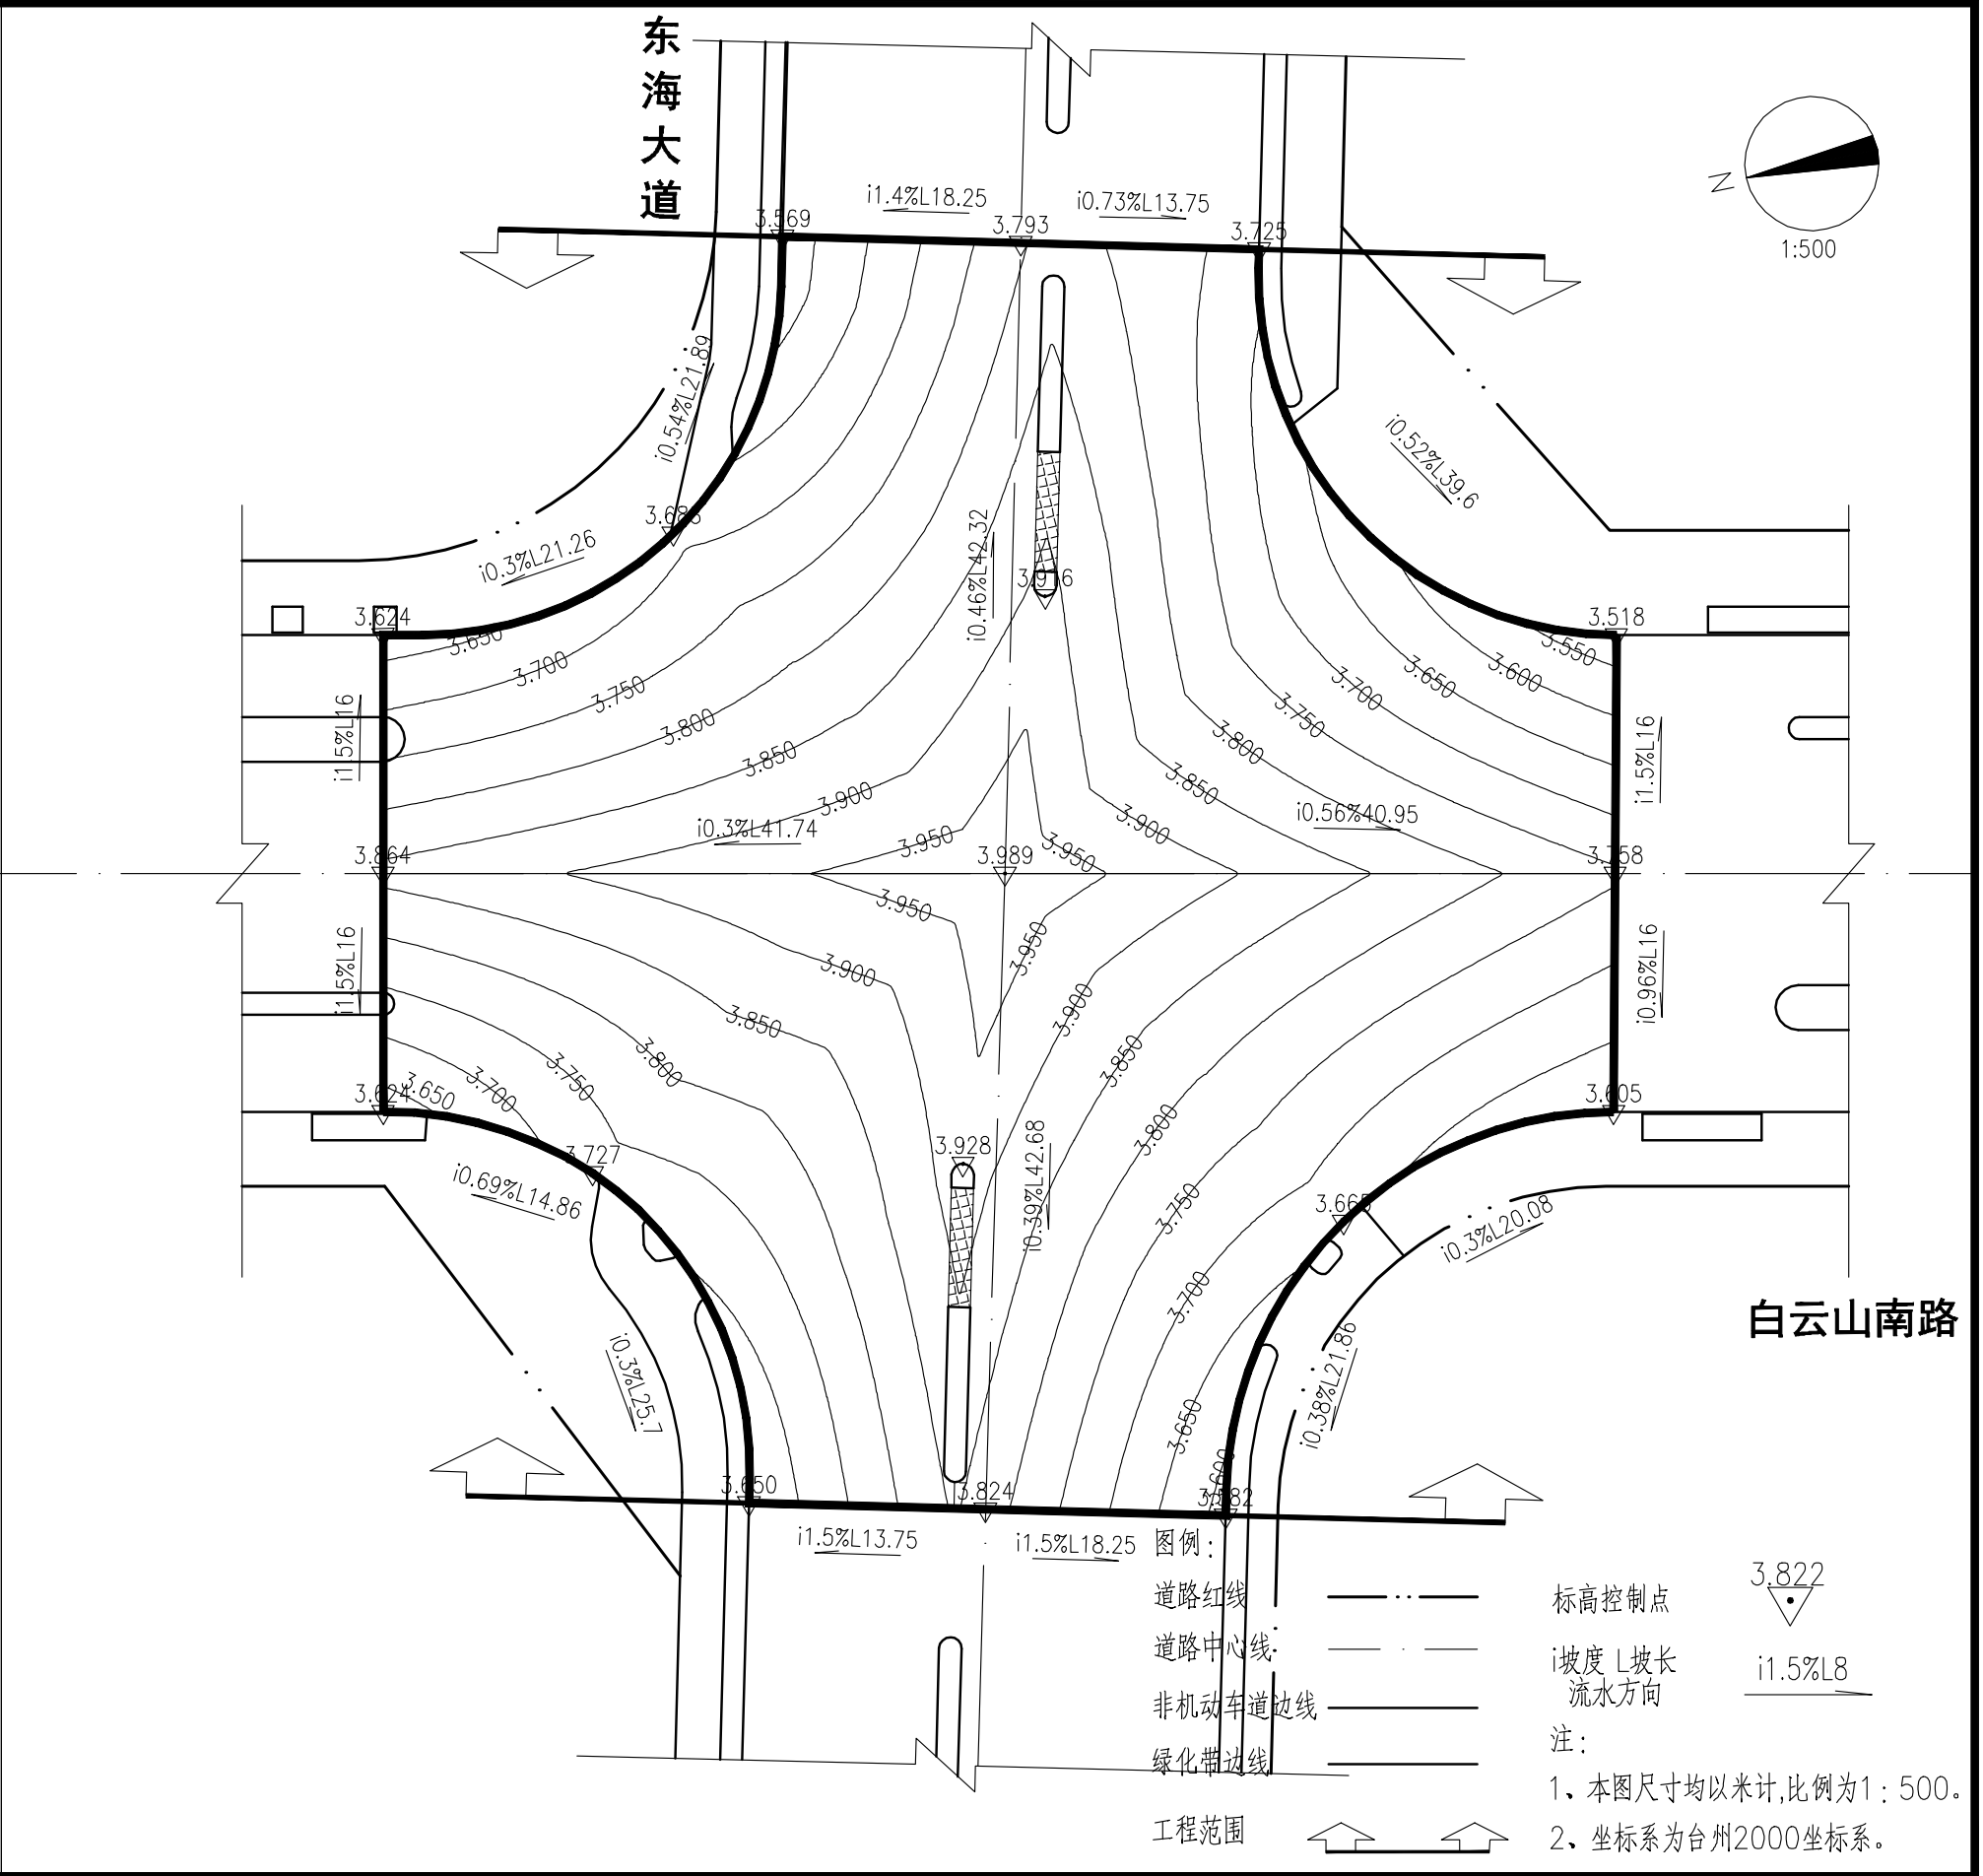 东海大道
i1.4%L18.25
i0.73%L13.75
3.569
3.793
3.725
N
1:500
i0.54%L21.89
i0.52%L39.6
i0.3%L21.26
i0.46%L42.32
3.916
3.624
3.518
3.650
3.700
3.750
3.800
3.850
3.900
3.950
3.550
3.600
3.650
3.700
3.750
3.800
3.850
3.900
3.950
i1.5%L16
i1.5%L16
i0.3%L41.74
i0.56%40.95
3.864
3.989
3.758
i1.5%L16
i0.96%L16
3.950
3.900
3.850
3.800
3.750
3.700
3.650
3.950
3.900
3.850
3.800
3.750
3.700
3.650
3.600
3.624
3.605
3.727
3.928
3.665
i0.69%L14.86
i0.39%L42.68
i0.3%L20.08
i0.3%L25.7
i0.38%L21.86
白云山南路
3.650
3.824
3.582
i1.5%L13.75
i1.5%L18.25
图例:
道路红线
道路中心线
非机动车道边线
绿化带边线
工程范围
标高控制点
3.822
i坡度 L坡长
流水方向
i1.5%L8
注:
1、本图尺寸均以米计,比例为1:500。
2、坐标系为台州2000坐标系。